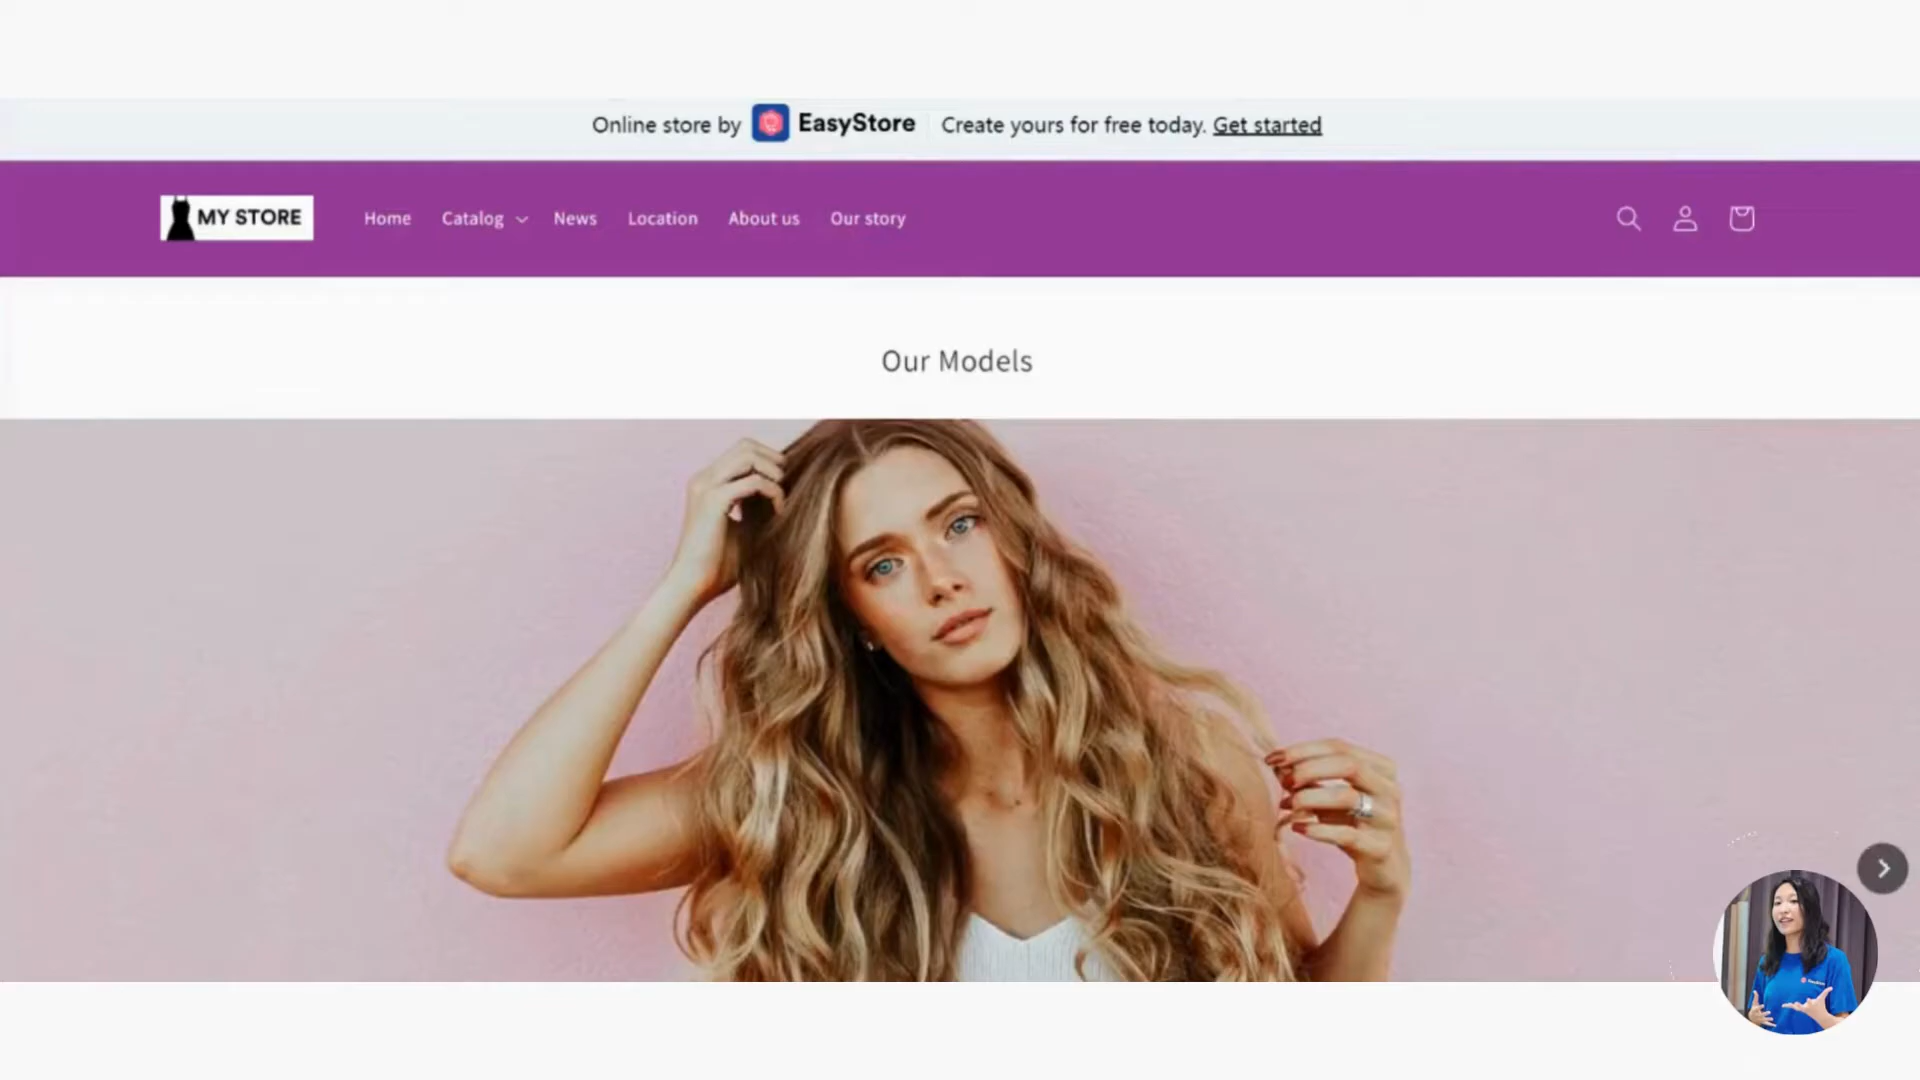 Online store by EasyStore Create yours for free today. Get started
MY STORE Home Catalog News Location About us Our story
Our Models